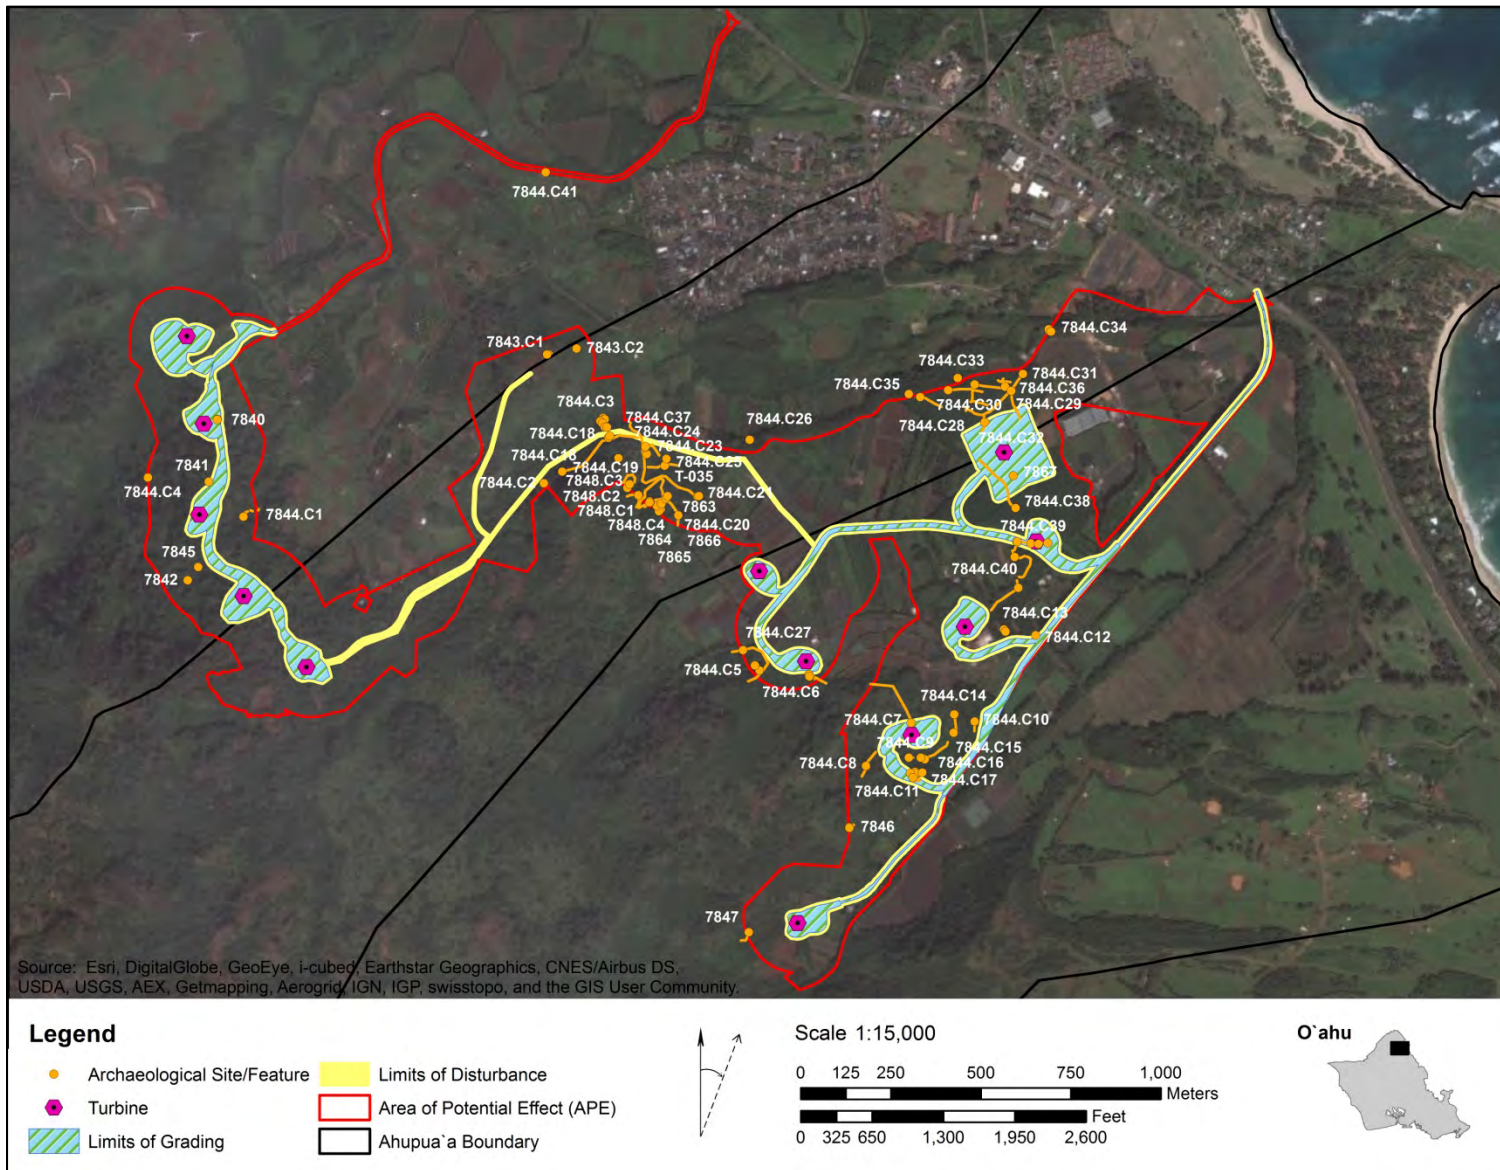 7844.C41
7843.C1
7843.C2
7844.C34
7844.C33
7844.C31
7844.C35
7844.C36
7844.C30
7844.C29
7844.C28
7844.C32
7844.C3
7844.C37
7844.C26
7840
7844.C18
7844.C24
7844.C23
7844.C25
7844.C19
T-035
7867
7841
7844.C4
7844.C2
7848.C3
7848.C2
7844.C21
7863
7844.C38
7844.C1
7848.C1
7848.C4
7844.C20
7864
7866
7865
7844.C39
7845
7842
7844.C40
7844.C13
7844.C12
7844.C27
7844.C5
7844.C6
7844.C14
7844.C7
7844.C10
7844.C9
7844.C15
7844.C8
7844.C16
7844.C11
7844.C17
7846
7847
Source: Esri, DigitalGlobe, GeoEye, i-cubed, Earthstar Geographics, CNES/Airbus DS,
USDA, USGS, AEX, Getmapping, Aerogrid, IGN, IGP, swisstopo, and the GIS User Community.
Legend
Archaeological Site/Feature
Turbine
Limits of Grading
Limits of Disturbance
Area of Potential Effect (APE)
Ahupua`a Boundary
Scale 1:15,000
0 125 250 500 750 1,000
Meters
Feet
0 325 650 1,300 1,950 2,600
O`ahu